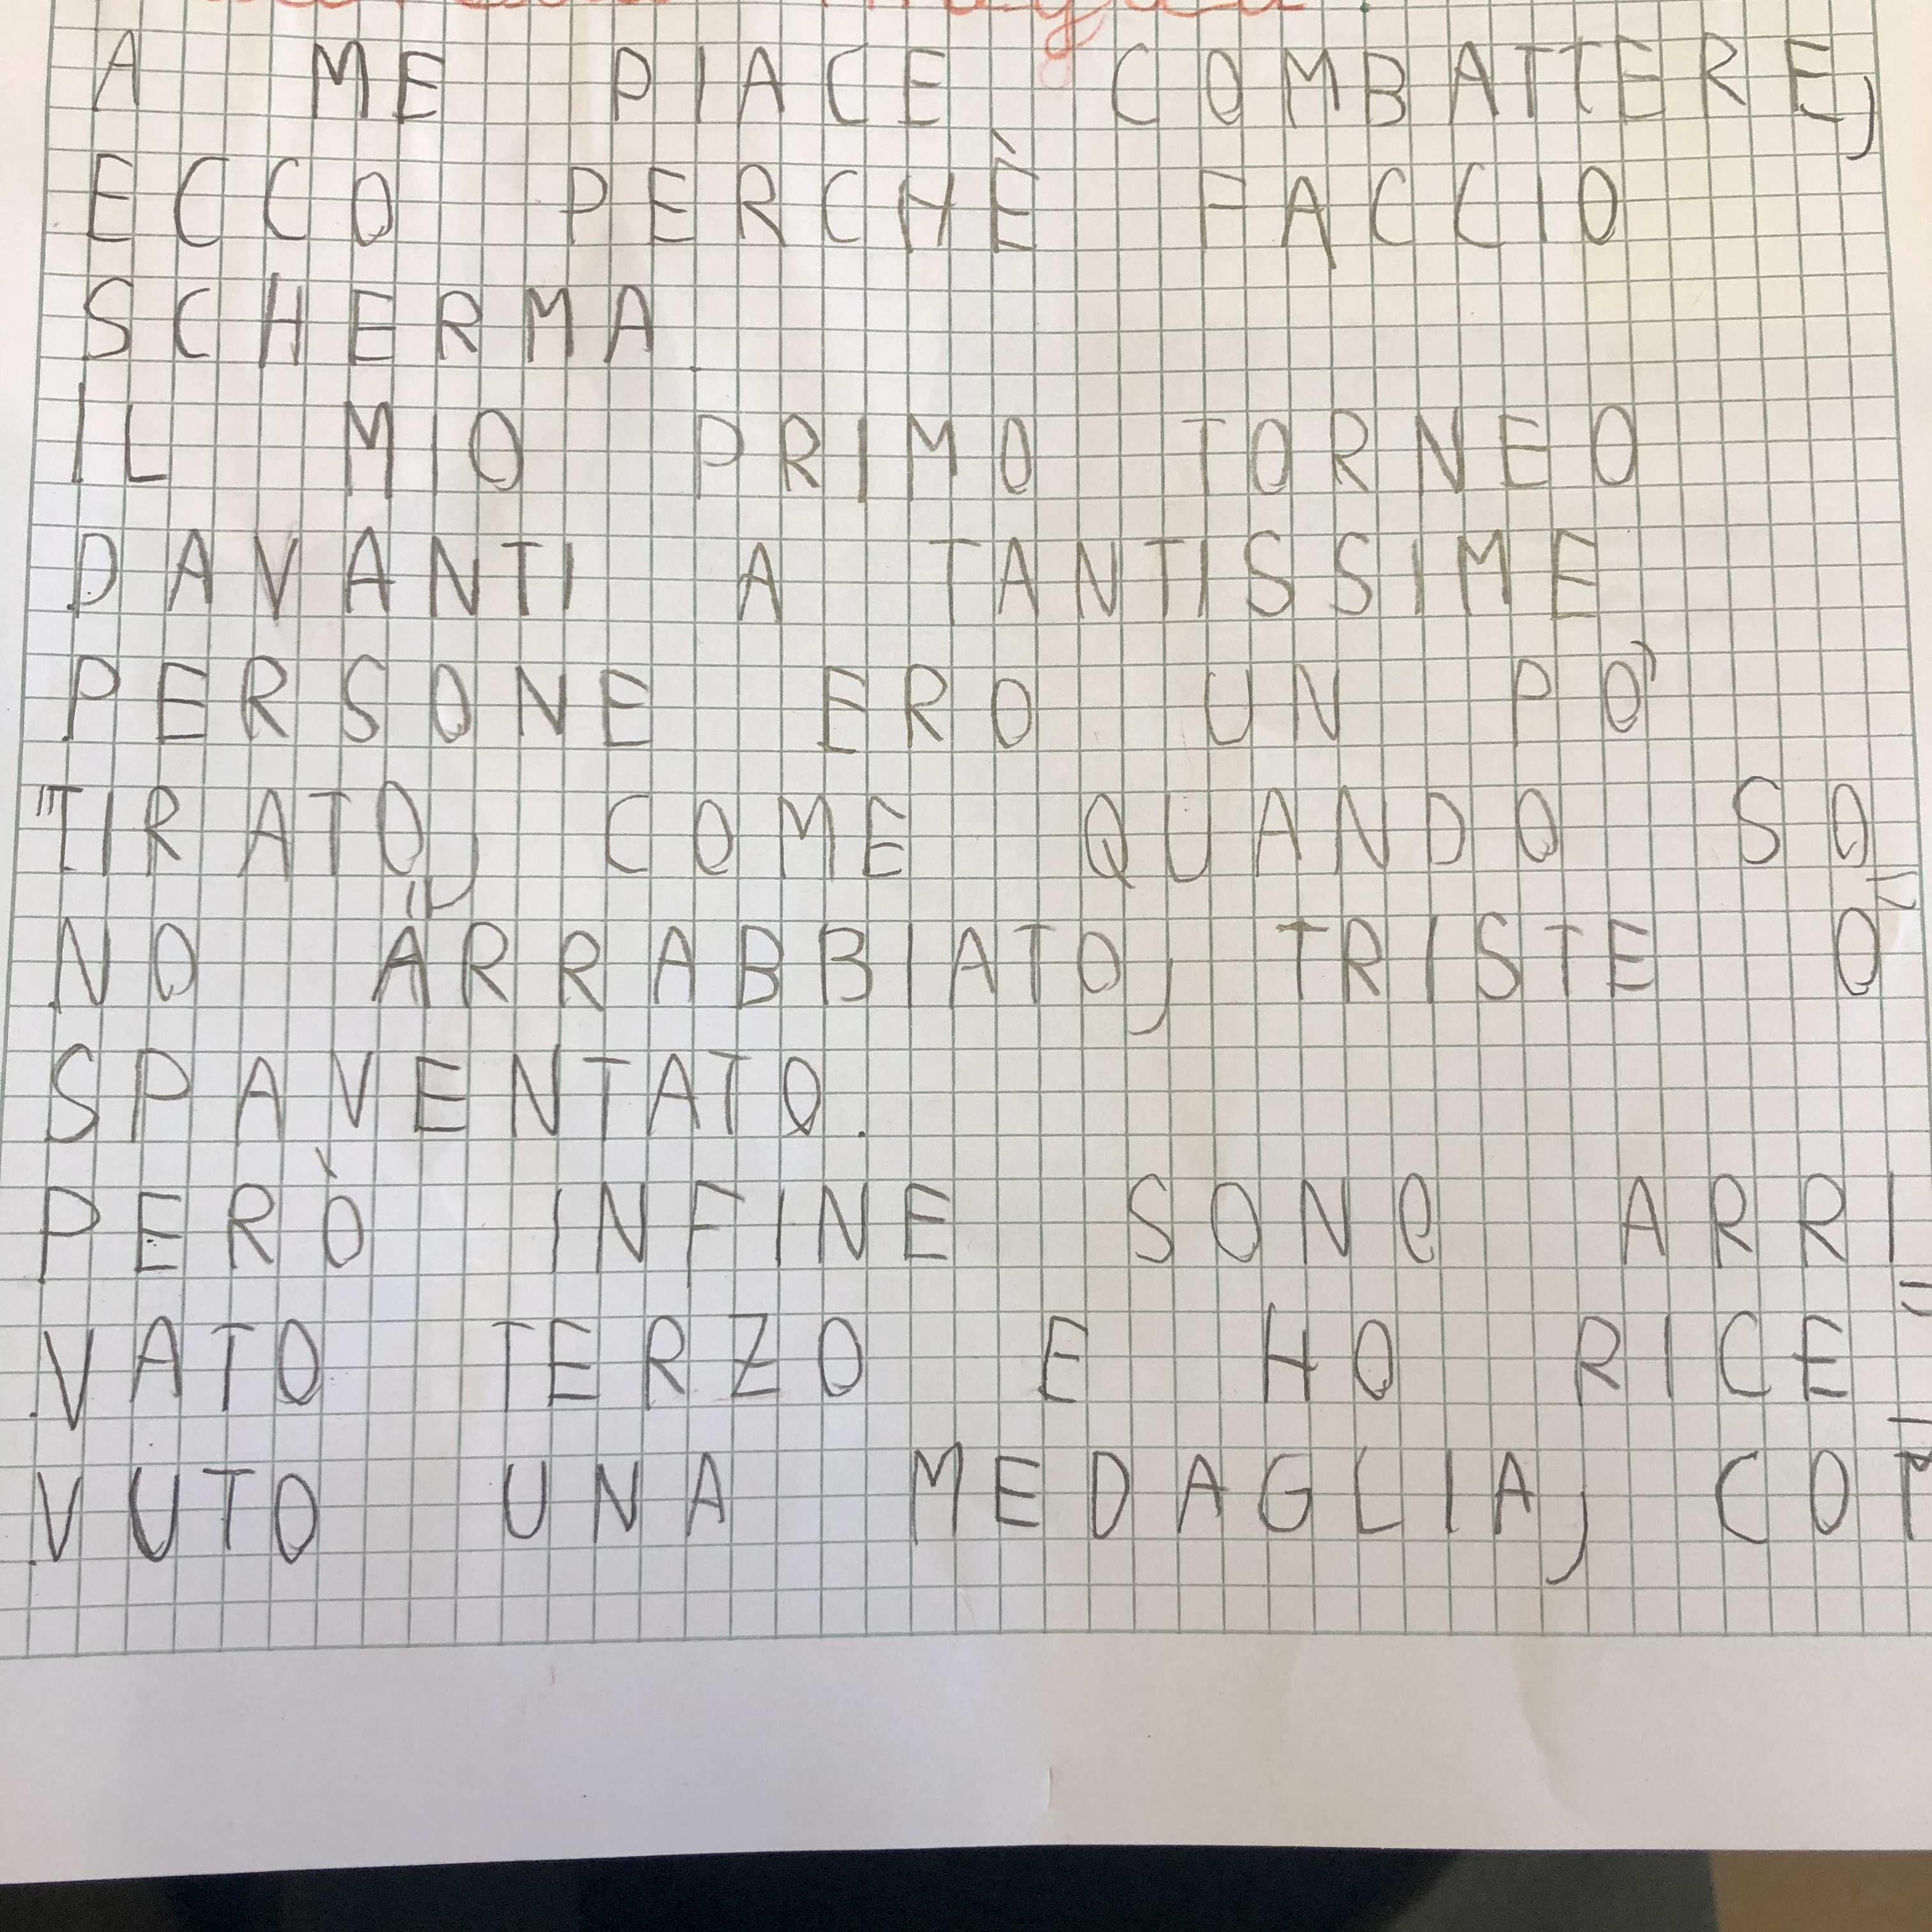 A ME PIACE COMBATTERE,
ECCO PERCHÈ FACCIO
SCHERMA.
IL MIO PRIMO TORNEO
DAVANTI A TANTISSIME
PERSONE ERO UN PO'
"TIRATO", COME QUANDO SO
NO ARRABBIATO, TRISTE O
SPAVENTATO.
PERÒ INFINE SONO ARRI
VATO TERZO E HO RICE=
VUTO UNA MEDAGLIA,